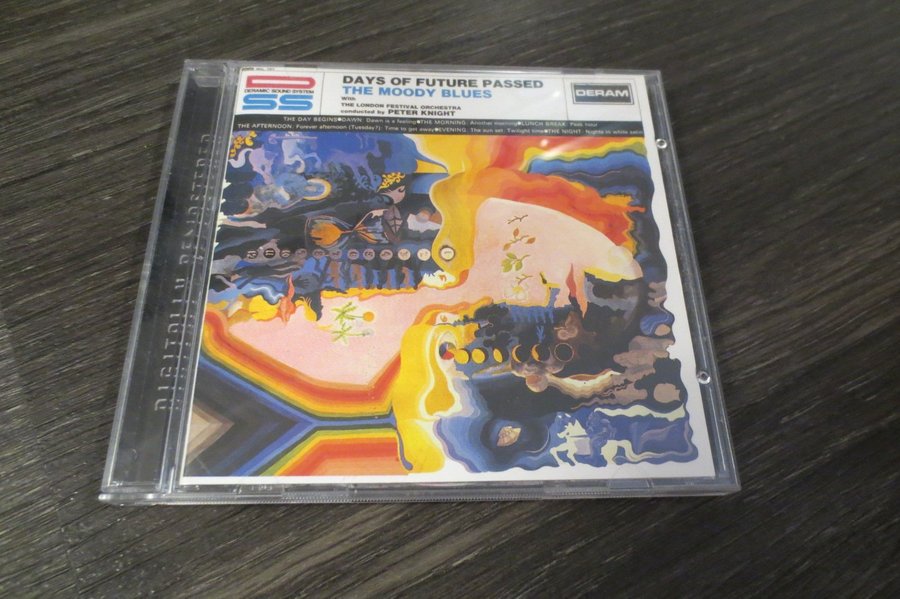 DSS
DERAMIC SOUND SYSTEM
DAYS OF FUTURE PASSED
THE MOODY BLUES
With
THE LONDON FESTIVAL ORCHESTRA
conducted by PETER KNIGHT
DERAM
THE DAY BEGINS●DAWN: Dawn is a feeling●THE MORNING: Another morning●LUNCH BREAK: Peak hour
THE AFTERNOON: Forever afternoon (Tuesday?): Time to get away●EVENING: The sun set: Twilight time●THE NIGHT: Nights in white satin
DIGITALLY REMASTERED